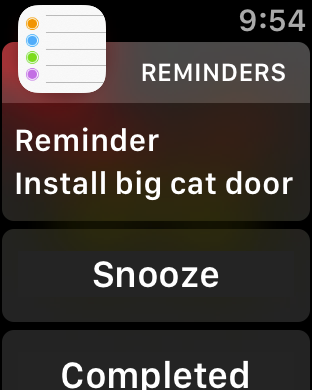 9:54
REMINDERS
Reminder
Install big cat door
Snooze
Completed